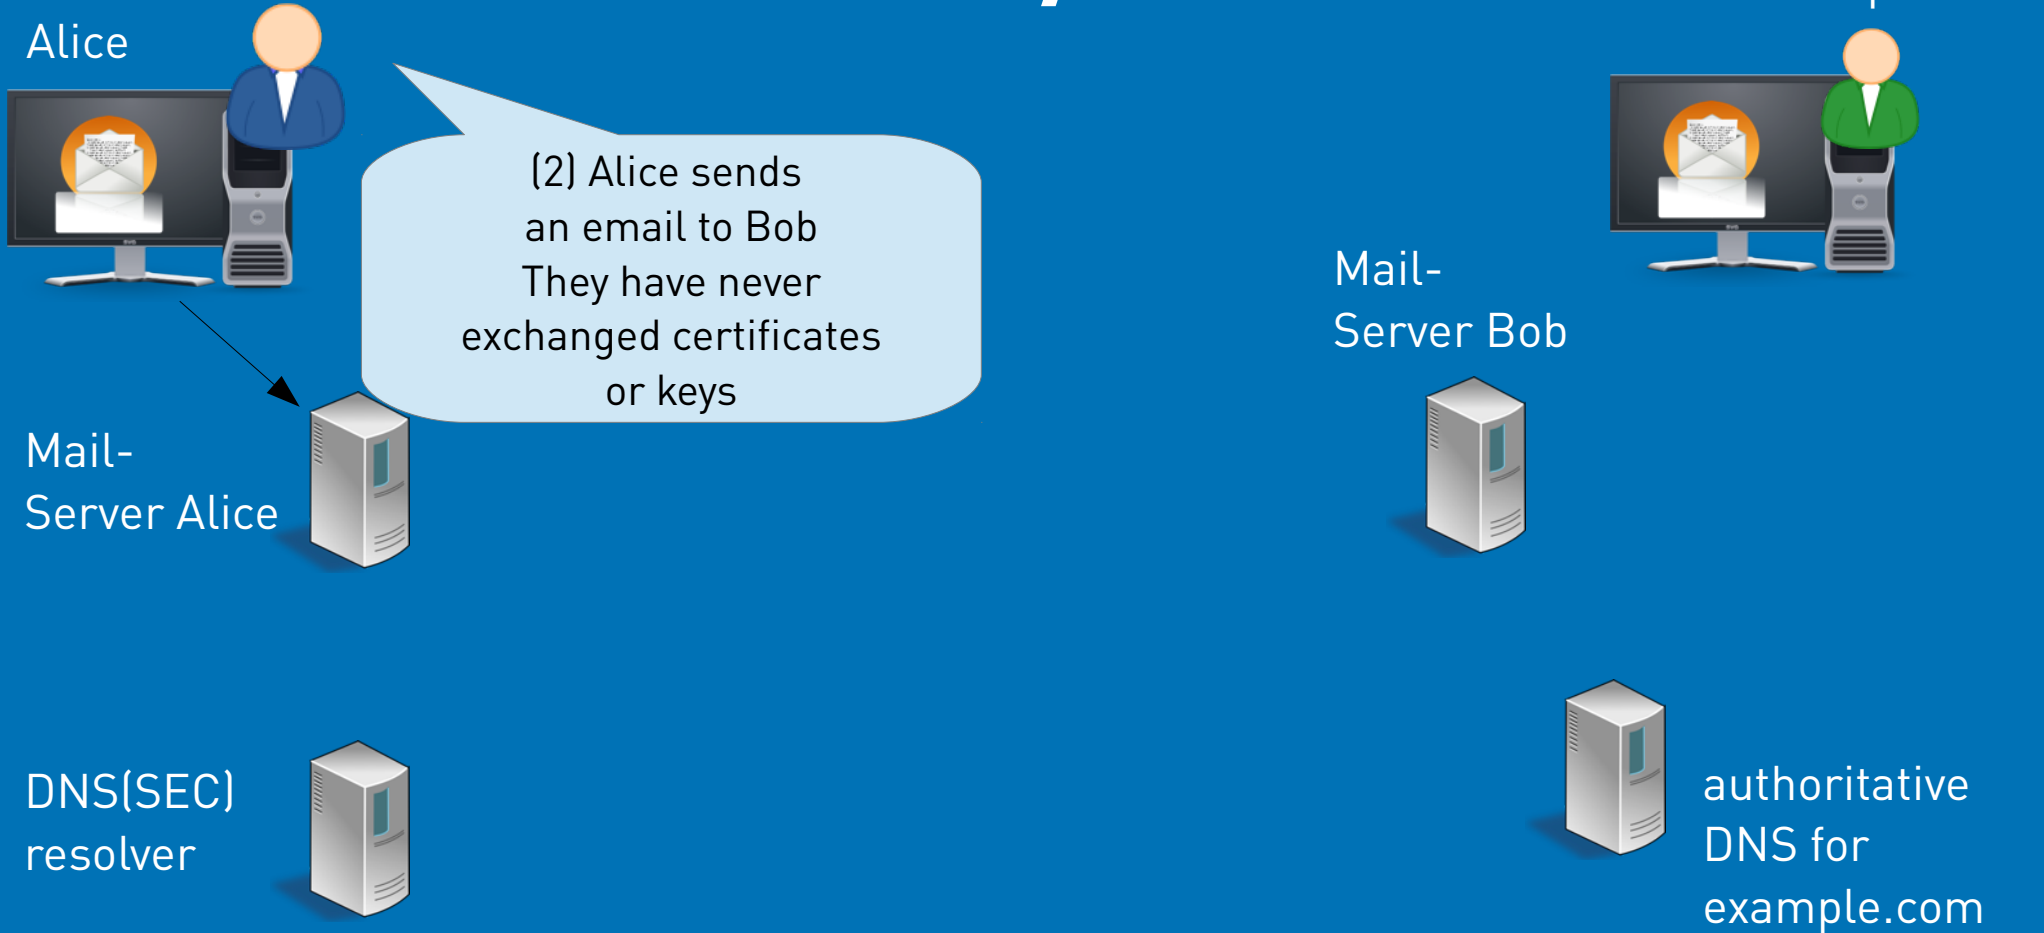 Alice
(2) Alice sends
an email to Bob
They have never
exchanged certificates
or keys
Mail-
Server Bob
Mail-
Server Alice
DNS(SEC)
resolver
authoritative
DNS for
example.com